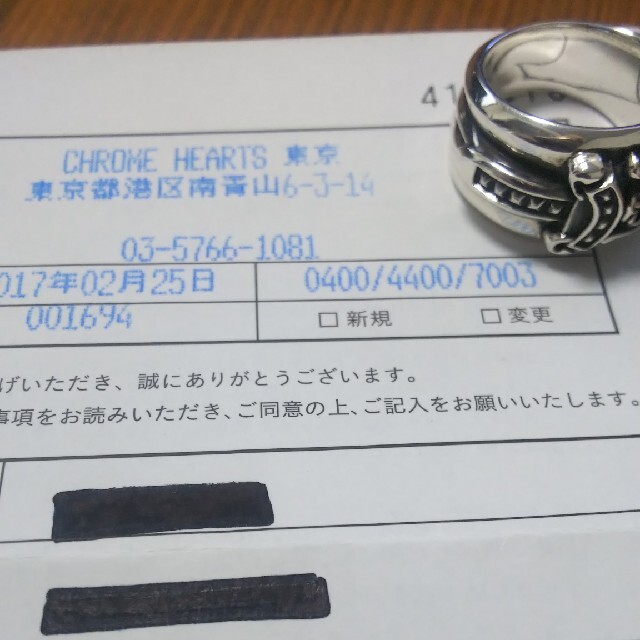 41
CHROME HEARTS 東京
東京都港区南青山6-3-14
03-5766-1081
017年02月25日 0400/4400/7003
001694 □ 新規 □ 変更
げいただき、誠にありがとうございます。
事項をお読みいただき、ご同意の上、ご記入をお願いいたします。